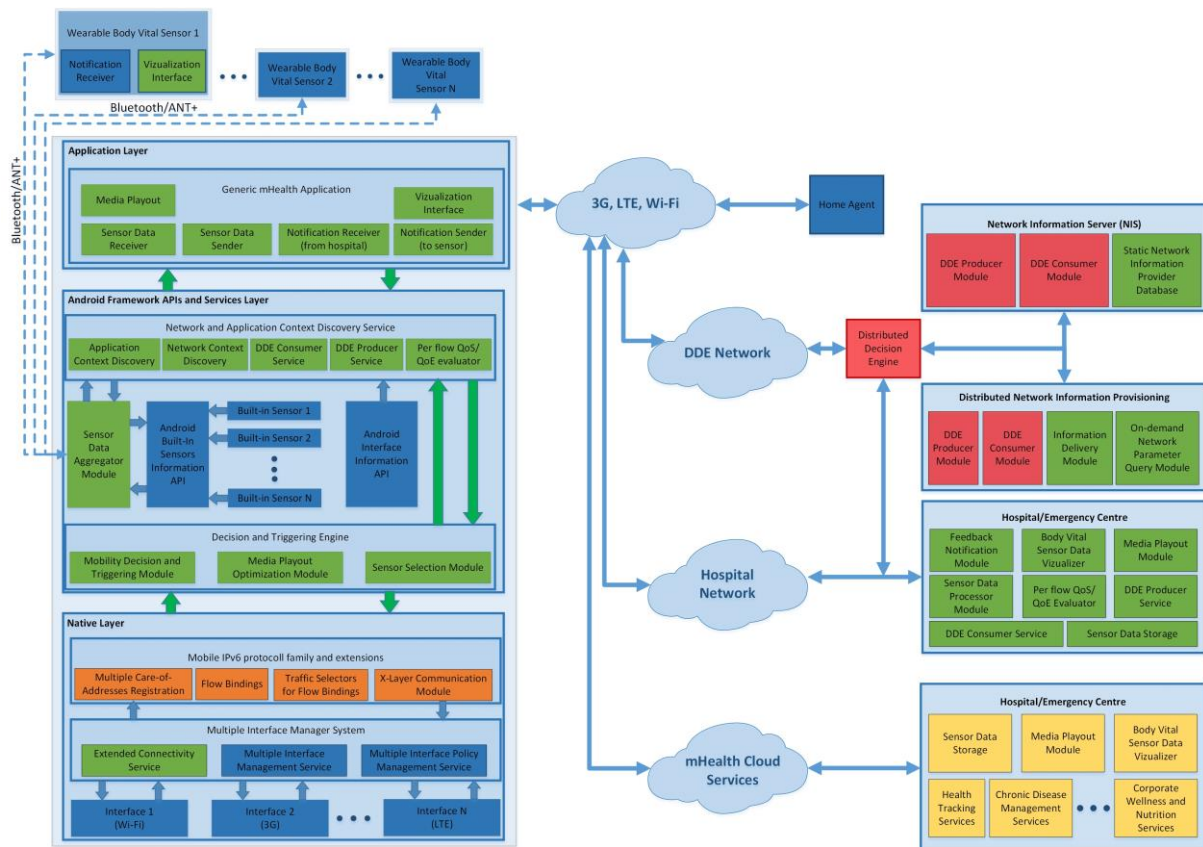 Wearable Body Vital Sensor 1
Notification
Receiver
Vizualization
Interface
Wearable Body
Vital Sensor 2
Wearable Body
Vital
Sensor N
Bluetooth/ANT+
Bluetooth/ANT+
Application Layer
Generic mHealth Application
Media Playout
Vizualization
Interface
Sensor Data
Receiver
Sensor Data
Sender
Notification Receiver
(from hospital)
Notification Sender
(to sensor)
Android Framework APIs and Services Layer
Network and Application Context Discovery Service
Application
Context Discovery
Network Context
Discovery
DDE Consumer
Service
DDE Producer
Service
Per flow QoS/
QoE evaluator
Sensor
Data
Aggregator
Module
Android
Built-In
Sensors
Information
API
Built-in Sensor 1
Built-in Sensor 2
Built-in Sensor N
Android
Interface
Information
API
Decision and Triggering Engine
Mobility Decision and
Triggering Module
Media Playout
Optimization Module
Sensor Selection Module
Native Layer
Mobile IPv6 protocoll family and extensions
Multiple Care-of-
Addresses Registration
Flow Bindings
Traffic Selectors
for Flow Bindings
X-Layer Communication
Module
Multiple Interface Manager System
Extended Connectivity
Service
Multiple Interface
Management Service
Multiple Interface Policy
Management Service
Interface 1
(Wi-Fi)
Interface 2
(3G)
Interface N
(LTE)
3G, LTE, Wi-Fi
Home Agent
DDE Network
Distributed
Decision
Engine
Hospital
Network
mHealth Cloud
Services
Network Information Server (NIS)
DDE Producer
Module
DDE Consumer
Module
Static Network
Information
Provider
Database
Distributed Network Information Provisioning
DDE
Producer
Module
DDE
Consumer
Module
Information
Delivery
Module
On-demand
Network
Parameter
Query Module
Hospital/Emergency Centre
Feedback
Notification
Module
Body Vital
Sensor Data
Vizualizer
Media Playout
Module
Sensor Data
Processor
Module
Per flow QoS/
QoE Evaluator
DDE Producer
Service
DDE Consumer Service
Sensor Data Storage
Hospital/Emergency Centre
Sensor Data
Storage
Media Playout
Module
Body Vital
Sensor Data
Vizualizer
Health
Tracking
Services
Chronic Disease
Management
Services
Corporate
Wellness and
Nutrition
Services